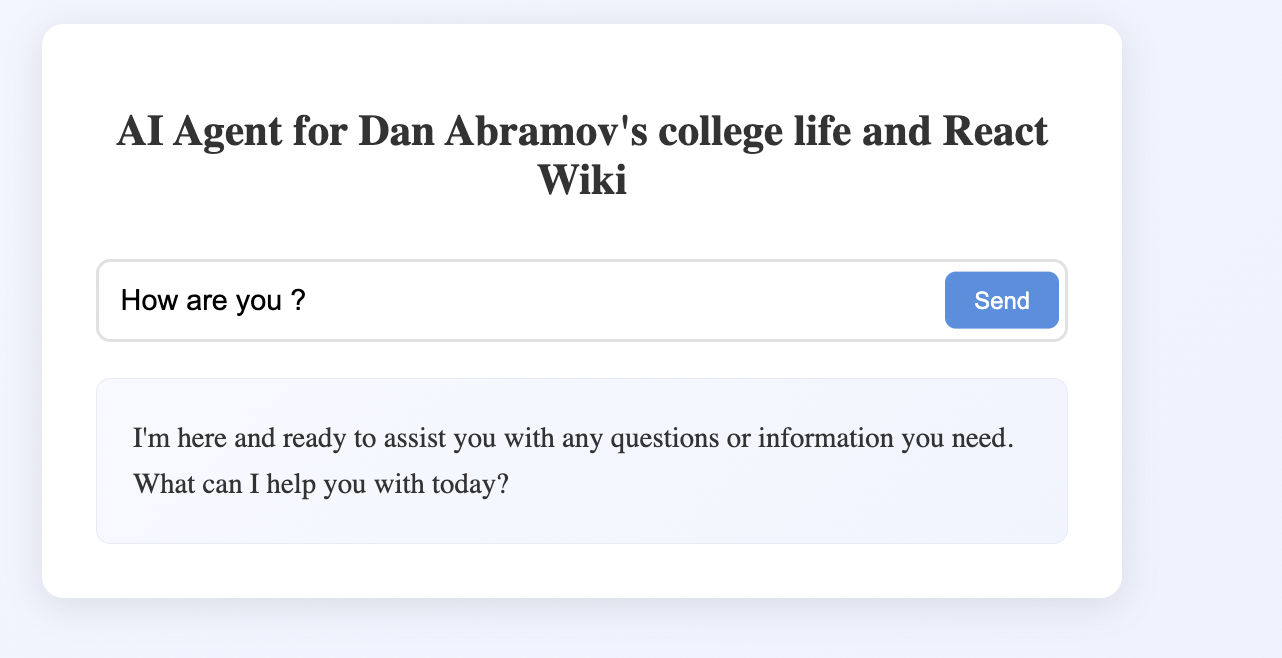 AI Agent for Dan Abramov's college life and React
Wiki
How are you ?
Send
I'm here and ready to assist you with any questions or information you need.
What can I help you with today?